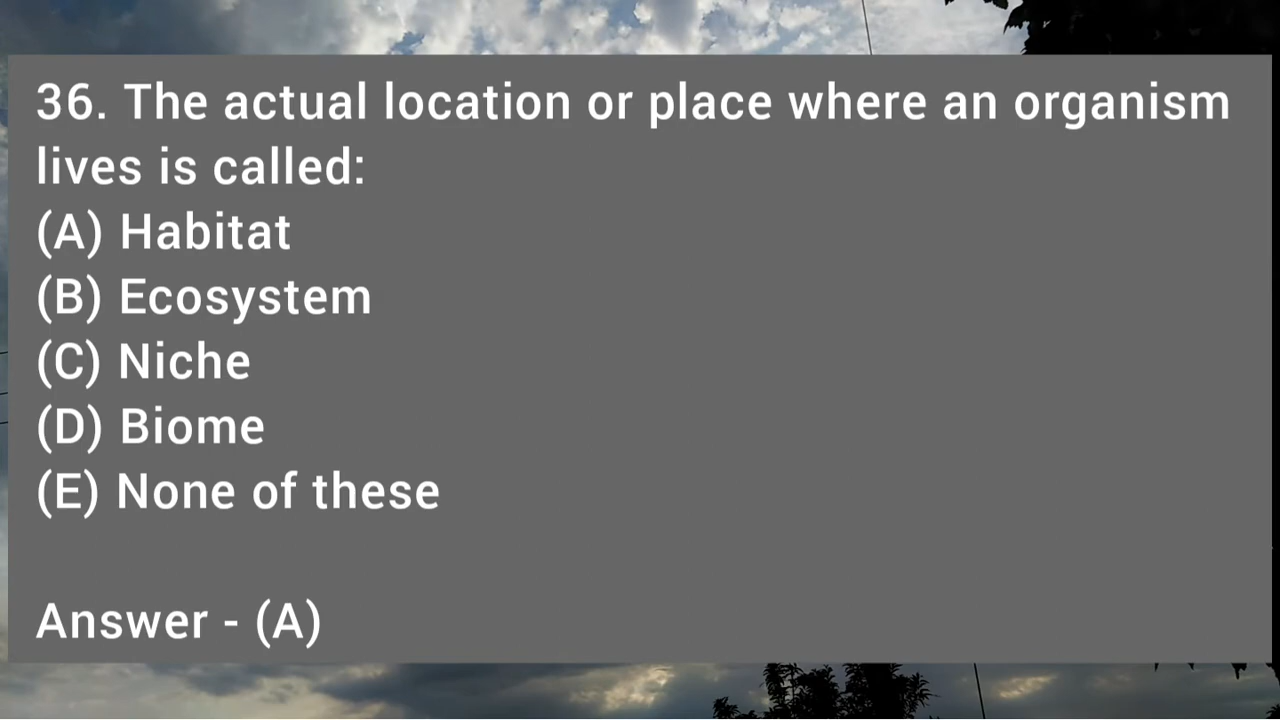 36. The actual location or place where an organism
lives is called:
(A) Habitat
(B) Ecosystem
(C) Niche
(D) Biome
(E) None of these
Answer - (A)